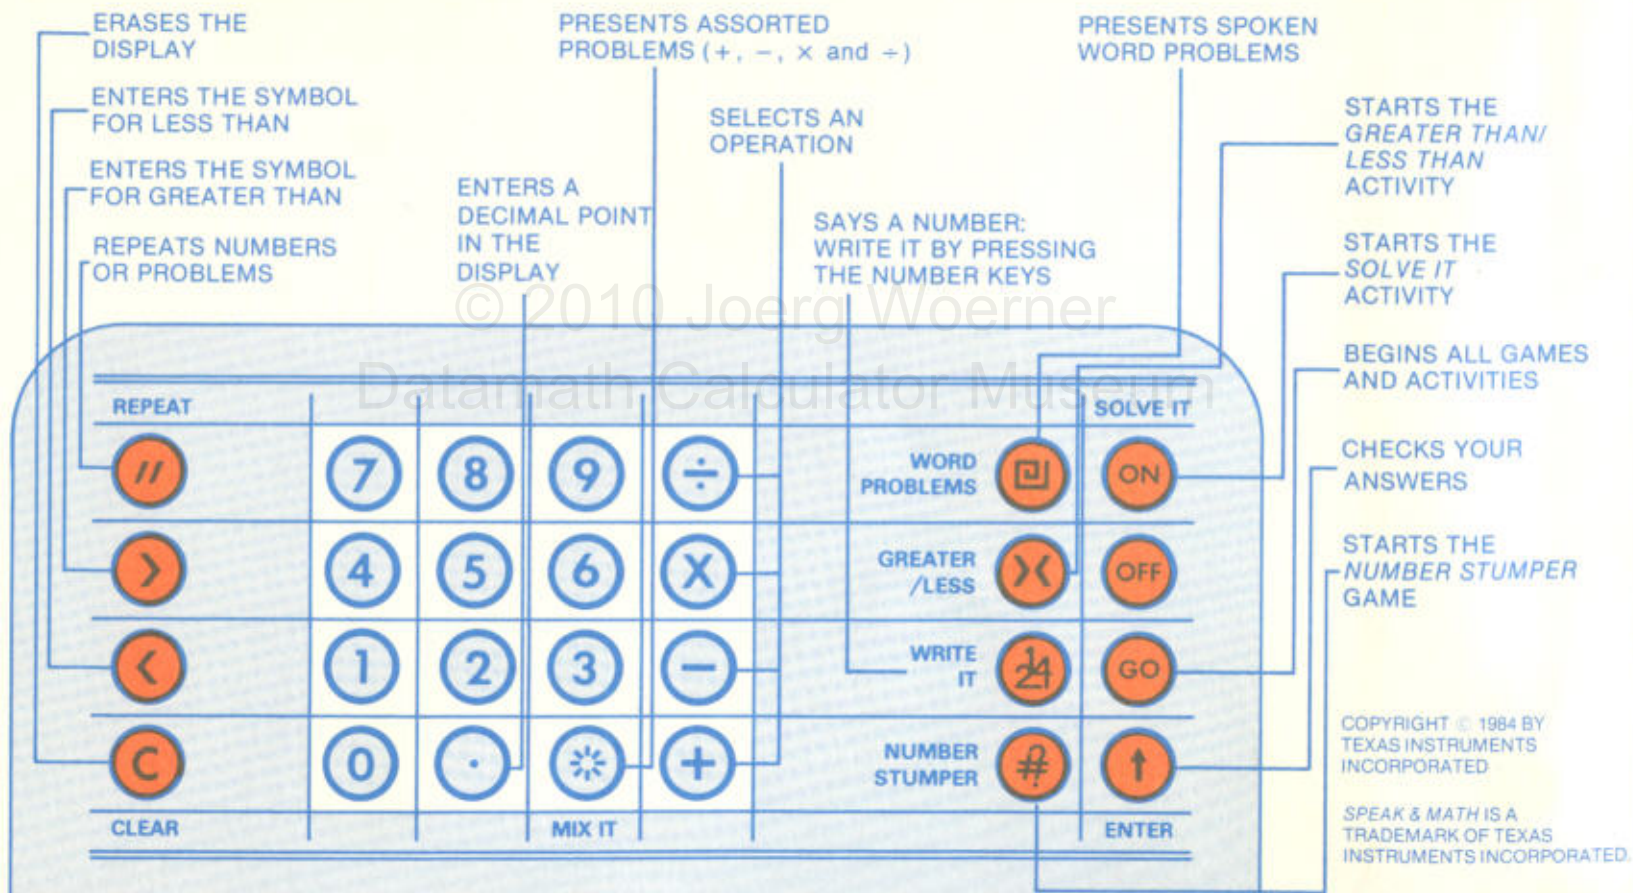 ERASES THE
DISPLAY
ENTERS THE SYMBOL
FOR LESS THAN
ENTERS THE SYMBOL
FOR GREATER THAN
REPEATS NUMBERS
OR PROBLEMS
ENTERS A
DECIMAL POINT
IN THE
DISPLAY
PRESENTS ASSORTED
PROBLEMS (+, −, × and ÷)
SELECTS AN
OPERATION
SAYS A NUMBER:
WRITE IT BY PRESSING
THE NUMBER KEYS
PRESENTS SPOKEN
WORD PROBLEMS
STARTS THE
GREATER THAN/
LESS THAN
ACTIVITY
STARTS THE
SOLVE IT
ACTIVITY
BEGINS ALL GAMES
AND ACTIVITIES
CHECKS YOUR
ANSWERS
STARTS THE
NUMBER STUMPER
GAME
© 2010 Joerg Woerner
Datamath Calculator Museum
REPEAT
SOLVE IT
// 7 8 9 ÷
WORD
PROBLEMS
ON
> 4 5 6 X
GREATER
/LESS
>< OFF
< 1 2 3 −
WRITE
IT
1
24
GO
C 0 . + 
NUMBER
STUMPER
# ↑
CLEAR
MIX IT
ENTER
COPYRIGHT © 1984 BY
TEXAS INSTRUMENTS
INCORPORATED
SPEAK & MATH IS A
TRADEMARK OF TEXAS
INSTRUMENTS INCORPORATED.